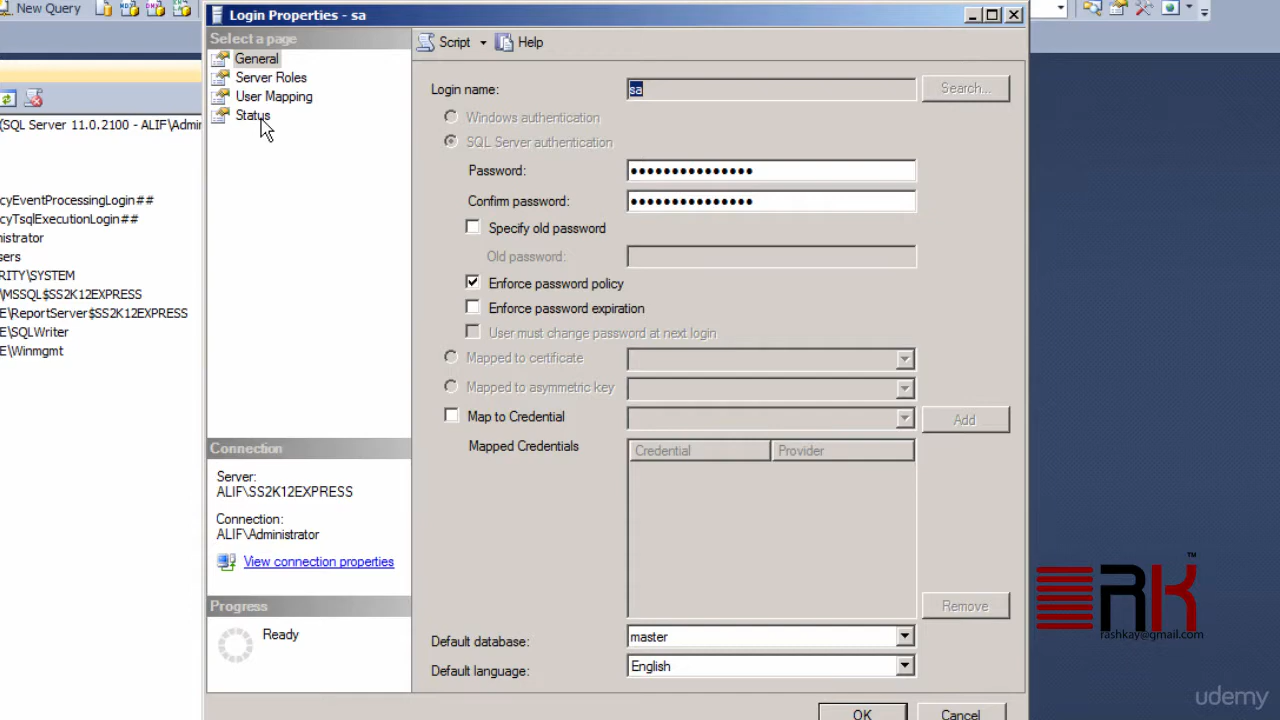 New Query
Login Properties - sa
Select a page
General
Server Roles
User Mapping
Status
Script
Help
(SQL Server 11.0.2100 - ALIF\Admi
cyEventProcessingLogin##
cyTsqlExecutionLogin##
nistrator
sers
RITY\SYSTEM
\MSSQL$SS2K12EXPRESS
E\ReportServer$SS2K12EXPRESS
E\SQLWriter
E\Winmgmt
Login name:
sa
Search...
Windows authentication
SQL Server authentication
Password:
●●●●●●●●●●●●●●●
Confirm password:
●●●●●●●●●●●●●●●
Specify old password
Old password:
Enforce password policy
Enforce password expiration
User must change password at next login
Mapped to certificate
Mapped to asymmetric key
Map to Credential
Add
Mapped Credentials
Credential
Provider
Remove
Default database:
master
Default language:
English
Connection
Server:
ALIF\SS2K12EXPRESS
Connection:
ALIF\Administrator
View connection properties
Progress
Ready
OK
Cancel
RK
TM
rashkay@gmail.com
udemy